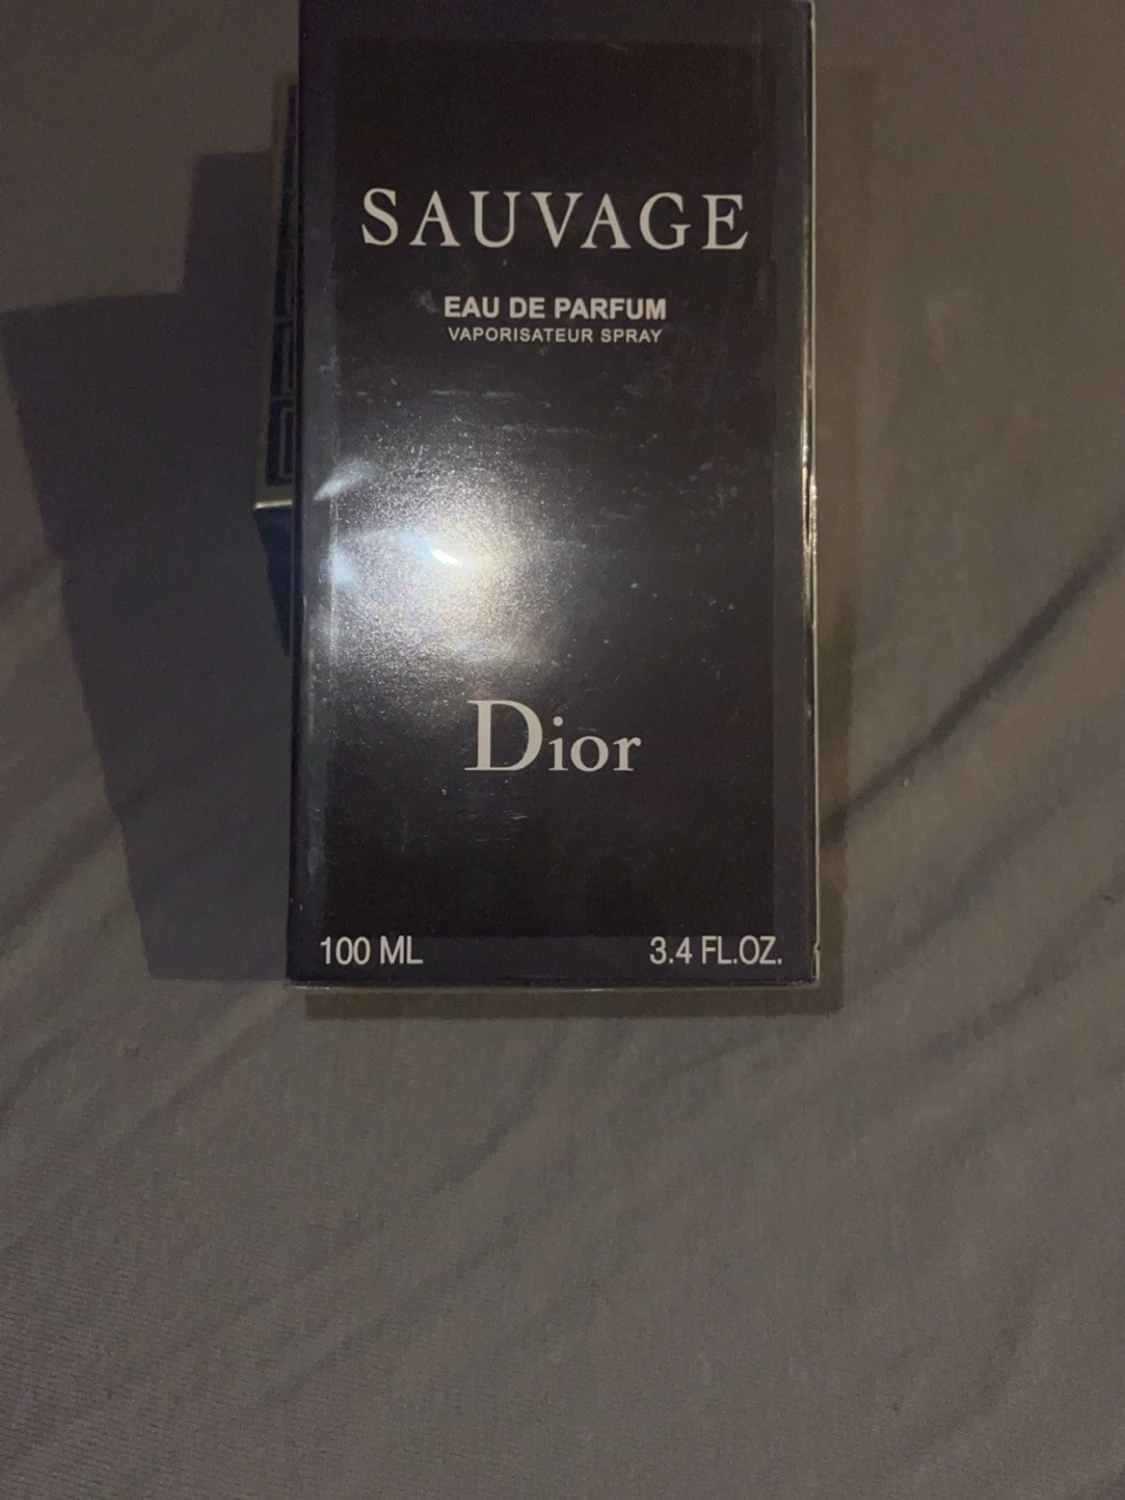 SAUVAGE
EAU DE PARFUM
VAPORISATEUR SPRAY
Dior
100 ML 3.4 FL.OZ.